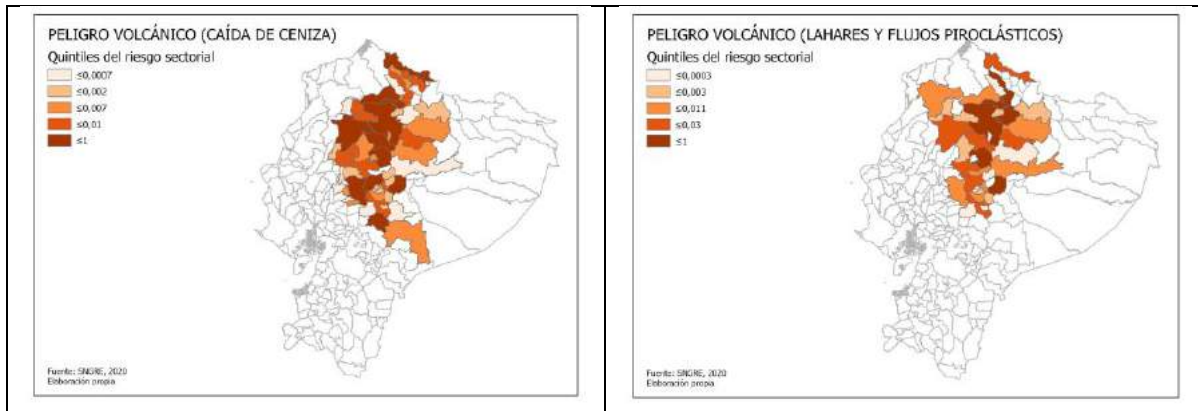 PELIGRO VOLCÁNICO (CAÍDA DE CENIZA)
Quintiles del riesgo sectorial
≤0,0007
≤0,002
≤0,007
≤0,01
≤1
Fuente: SNGRE, 2020
Elaboración propia
PELIGRO VOLCÁNICO (LAHARES Y FLUJOS PIROCLÁSTICOS)
Quintiles del riesgo sectorial
≤0,0003
≤0,003
≤0,011
≤0,03
≤1
Fuente: SNGRE, 2020
Elaboración propia